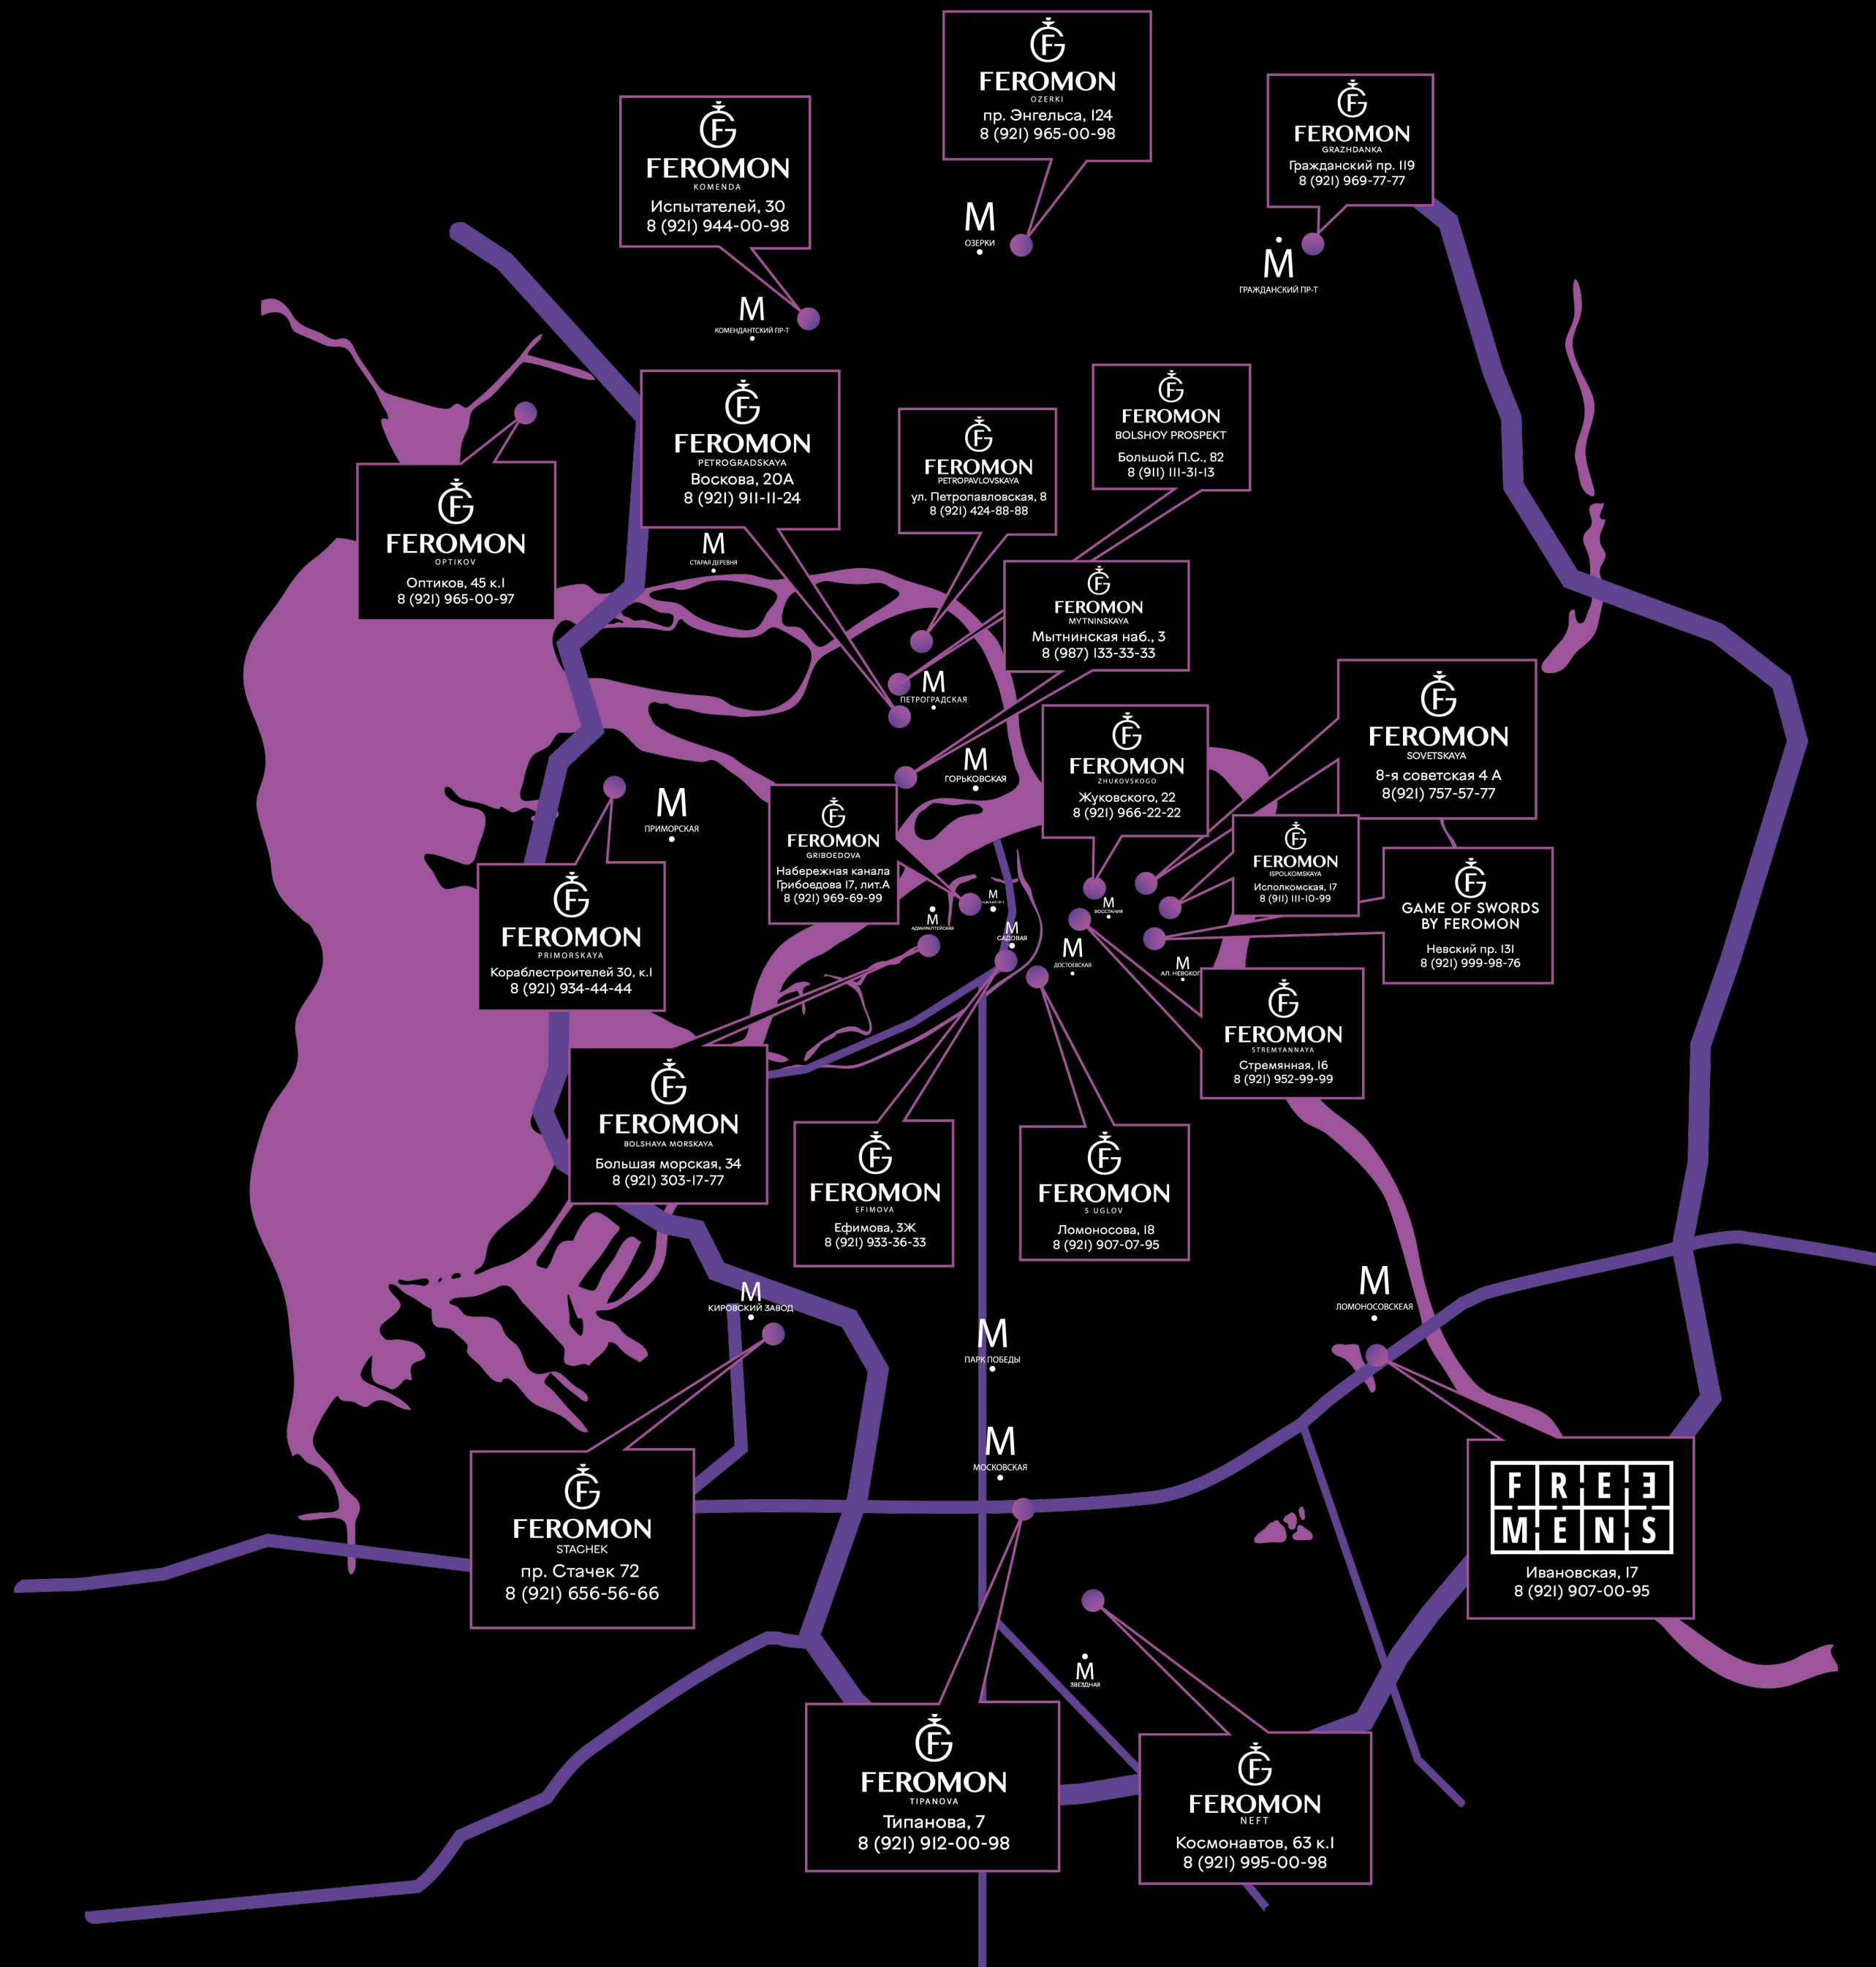 FEROMON
OZERKI
пр. Энгельса, 124
8 (921) 965-00-98
FEROMON
GRAZHDANKA
Гражданский пр. 119
8 (921) 969-77-77
FEROMON
KOMENDA
Испытателей, 30
8 (921) 944-00-98
М
ОЗЕРКИ
М
ГРАЖДАНСКИЙ ПР-Т
М
КОМЕНДАНТСКИЙ ПР-Т
FEROMON
PETROGRADSKAYA
Воскова, 20А
8 (921) 911-11-24
FEROMON
PETROPAVLOVSKAYA
ул. Петропавловская, 8
8 (921) 424-88-88
FEROMON
BOLSHOY PROSPEKT
Большой П.С., 82
8 (911) 111-31-13
FEROMON
OPTIKOV
Оптиков, 45 к.1
8 (921) 965-00-97
М
СТАРАЯ ДЕРЕВНЯ
FEROMON
MYTNINSKAYA
Мытнинская наб., 3
8 (987) 133-33-33
М
ПЕТРОГРАДСКАЯ
FEROMON
SOVETSKAYA
8-я советская 4 А
8(921) 757-57-77
М
ГОРЬКОВСКАЯ
FEROMON
ZHUKOVSKOGO
Жуковского, 22
8 (921) 966-22-22
М
ПРИМОРСКАЯ
FEROMON
GRIBOEDOVA
Набережная канала
Грибоедова 17, лит.А
8 (921) 969-69-99
FEROMON
ISPOLKOMSKAYA
Исполкомская, 17
8 (911) 111-10-99
GAME OF SWORDS
BY FEROMON
Невский пр. 131
8 (921) 999-98-76
FEROMON
PRIMORSKAYA
Кораблестроителей 30, к.1
8 (921) 934-44-44
М
НЕВСКИЙ ПР-Т
М
АДМИРАЛТЕЙСКАЯ
М
ВОССТАНИЯ
М
САДОВАЯ
М
ДОСТОЕВСКАЯ
М
АЛ. НЕВСКОГ
FEROMON
STREMYANNAYA
Стремянная, 16
8 (921) 952-99-99
FEROMON
BOLSHAYA MORSKAYA
Большая морская, 34
8 (921) 303-17-77
FEROMON
EFIMOVA
Ефимова, 3Ж
8 (921) 933-36-33
FEROMON
5 UGLOV
Ломоносова, 18
8 (921) 907-07-95
М
КИРОВСКИЙ ЗАВОД
М
ПАРК ПОБЕДЫ
М
ЛОМОНОСОВСКЕАЯ
М
МОСКОВСКАЯ
FEROMON
STACHEK
пр. Стачек 72
8 (921) 656-56-66
FREE
MENS
Ивановская, 17
8 (921) 907-00-95
М
ЗВЕЗДНАЯ
FEROMON
TIPANOVA
Типанова, 7
8 (921) 912-00-98
FEROMON
NEFT
Космонавтов, 63 к.1
8 (921) 995-00-98